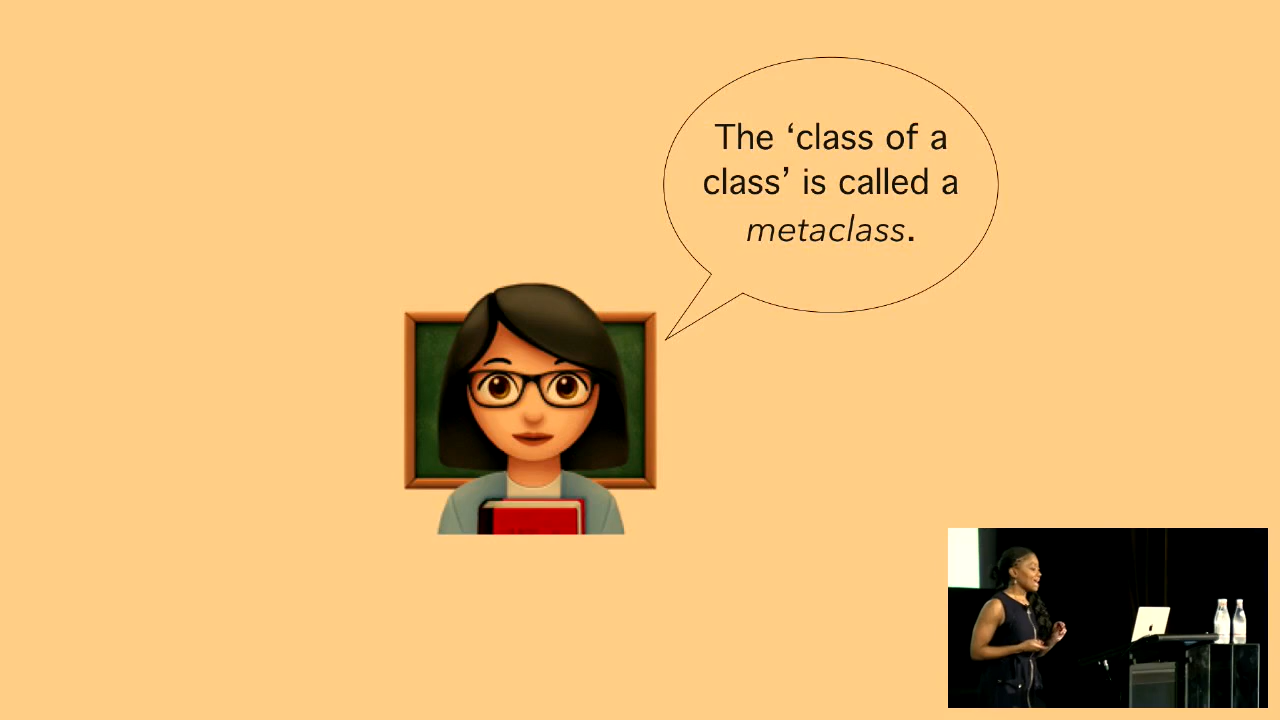 The ‘class of a
class’ is called a
metaclass.